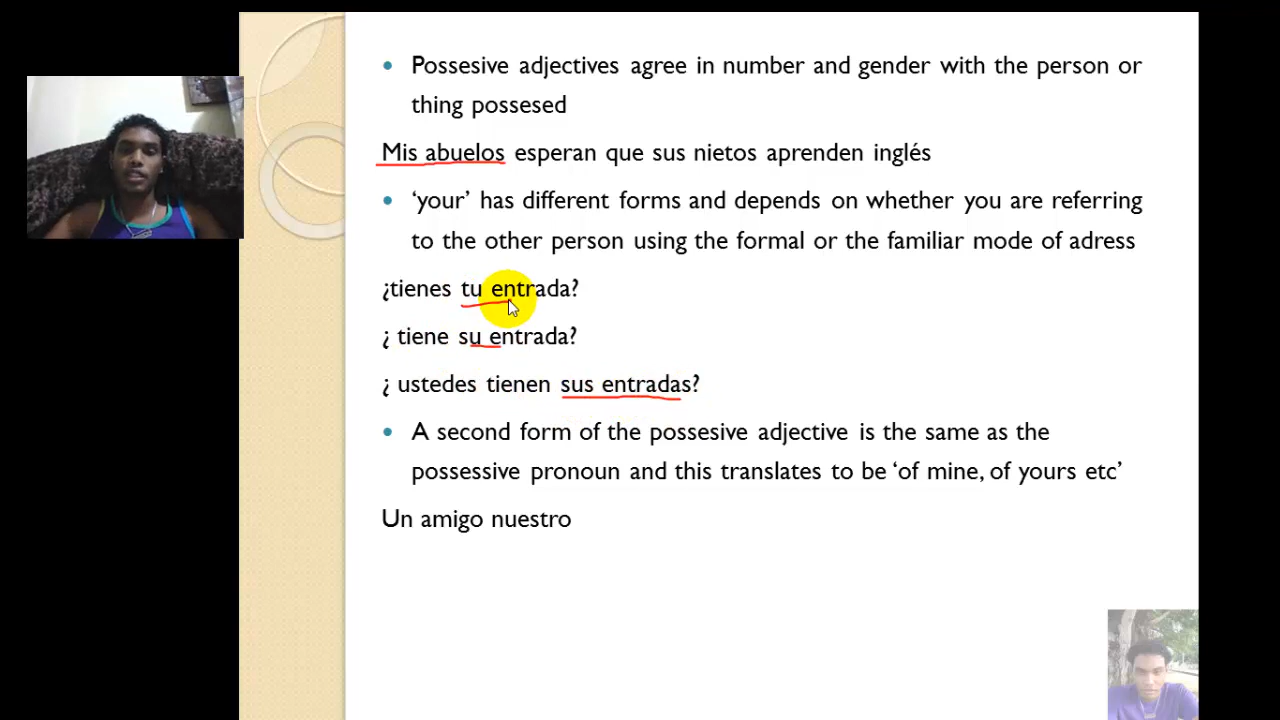 Possesive adjectives agree in number and gender with the person or
thing possesed
Mis abuelos esperan que sus nietos aprenden inglés
‘your’ has different forms and depends on whether you are referring
to the other person using the formal or the familiar mode of adress
¿tienes tu entrada?
¿ tiene su entrada?
¿ ustedes tienen sus entradas?
A second form of the possesive adjective is the same as the
possessive pronoun and this translates to be ‘of mine, of yours etc’
Un amigo nuestro